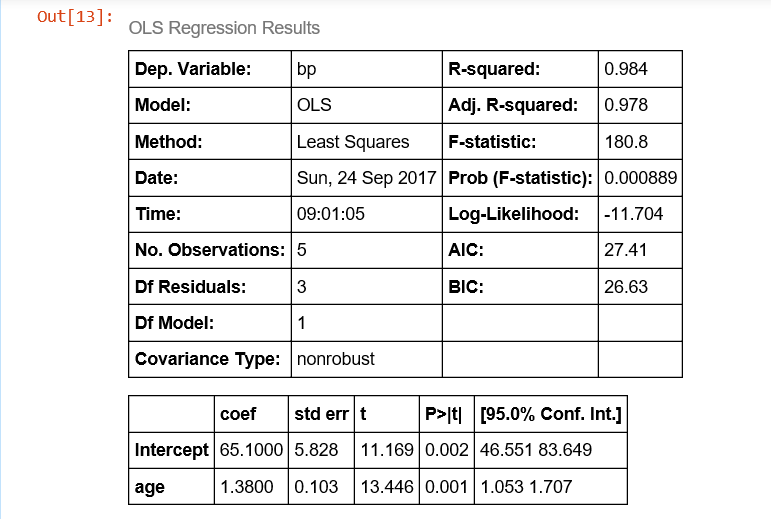 Out[13]:
OLS Regression Results
Dep. Variable: bp R-squared: 0.984
Model: OLS Adj. R-squared: 0.978
Method: Least Squares F-statistic: 180.8
Date: Sun, 24 Sep 2017 Prob (F-statistic): 0.000889
Time: 09:01:05 Log-Likelihood: -11.704
No. Observations: 5 AIC: 27.41
Df Residuals: 3 BIC: 26.63
Df Model: 1
Covariance Type: nonrobust
coef std err t P>|t| [95.0% Conf. Int.]
Intercept 65.1000 5.828 11.169 0.002 46.551 83.649
age 1.3800 0.103 13.446 0.001 1.053 1.707